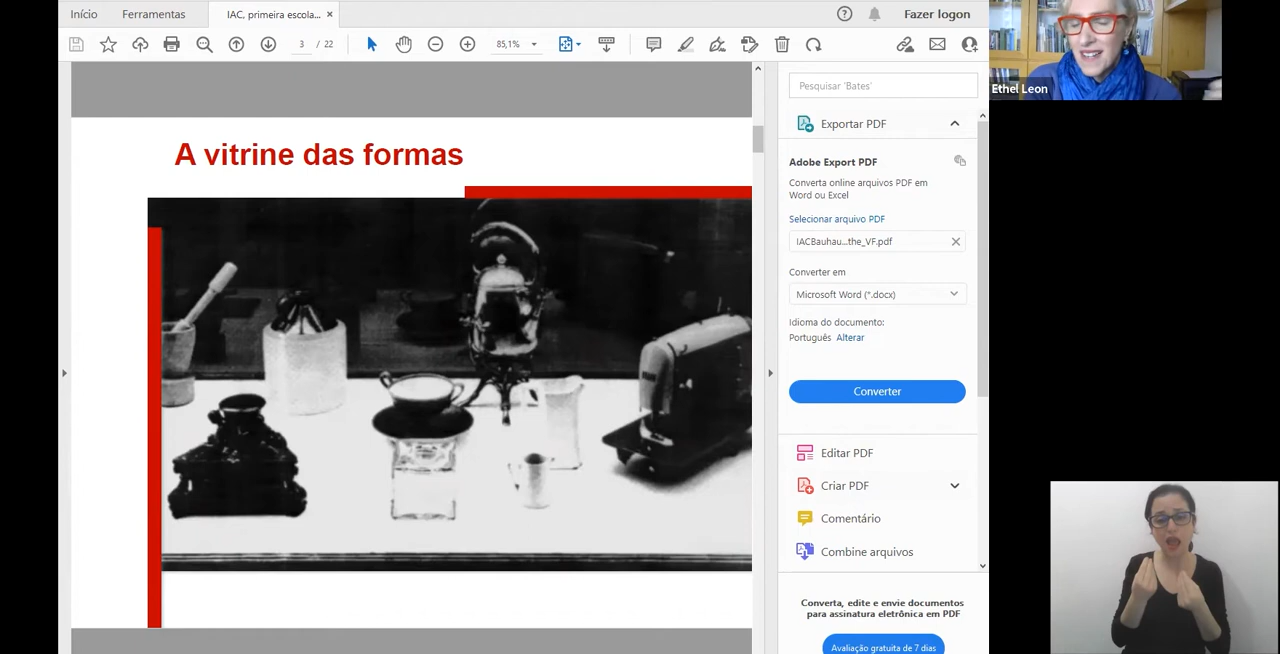 Início
Ferramentas
IAC, primeira escola... ×
Fazer logon
3 / 22
85,1%
Pesquisar 'Bates'
Ethel Leon
A vitrine das formas
Exportar PDF
Adobe Export PDF
Converta online arquivos PDF em
Word ou Excel
Selecionar arquivo PDF
IACBauhau...the_VF.pdf
Converter em
Microsoft Word (*.docx)
Idioma do documento:
Português Alterar
Converter
Editar PDF
Criar PDF
Comentário
Combine arquivos
Converta, edite e envie documentos
para assinatura eletrônica em PDF
Avaliação gratuita de 7 dias